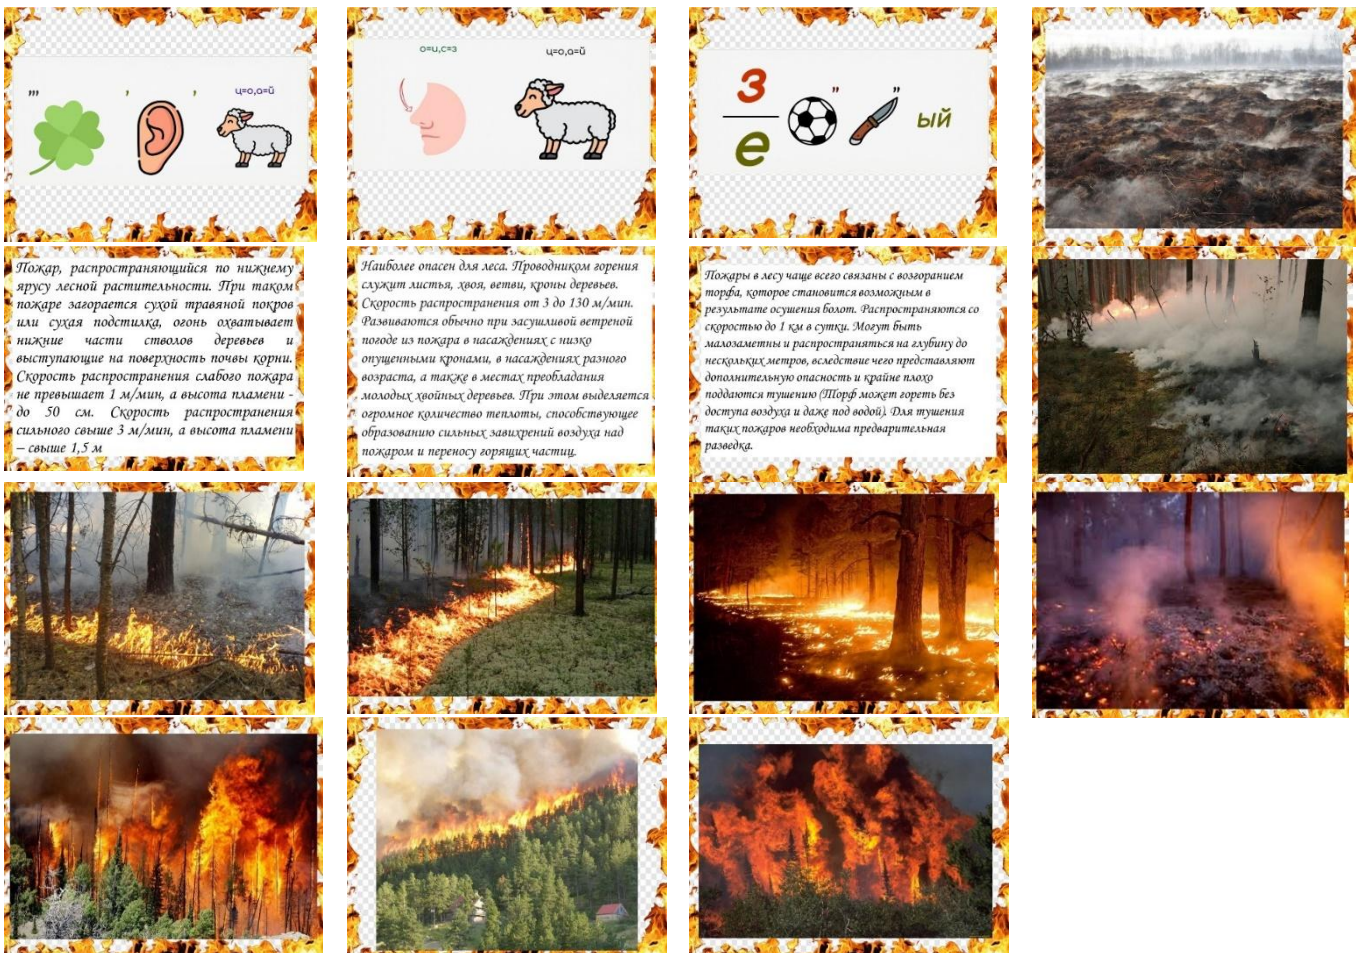 ,,,
,
,
ц=о,а=й
о=и,с=з
ц=о,а=й
з
е
”
”
ый
Пожар, распространяющийся по нижнему
ярусу лесной растительности. При таком
пожаре загорается сухой травяной покров
или сухая подстилка, огонь охватывает
нижние части стволов деревьев и
выступающие на поверхность почвы корни.
Скорость распространения слабого пожара
не превышает 1 м/мин, а высота пламени -
до 50 см. Скорость распространения
сильного свыше 3 м/мин, а высота пламени
– свыше 1,5 м
Наиболее опасен для леса. Проводником горения
служит листья, хвоя, ветви, кроны деревьев.
Скорость распространения от 3 до 130 м/мин.
Развиваются обычно при засушливой ветреной
погоде из пожара в насаждениях с низко
опущенными кронами, в насаждениях разного
возраста, а также в местах преобладания
молодых хвойных деревьев. При этом выделяется
огромное количество теплоты, способствующее
образованию сильных завихрений воздуха над
пожаром и переносу горящих частиц.
Пожары в лесу чаще всего связаны с возгоранием
торфа, которое становится возможным в
результате осушения болот. Распространяются со
скоростью до 1 км в сутки. Могут быть
малозаметны и распространяться на глубину до
нескольких метров, вследствие чего представляют
дополнительную опасность и крайне плохо
поддаются тушению (Торф может гореть без
доступа воздуха и даже под водой). Для тушения
таких пожаров необходима предварительная
разведка.